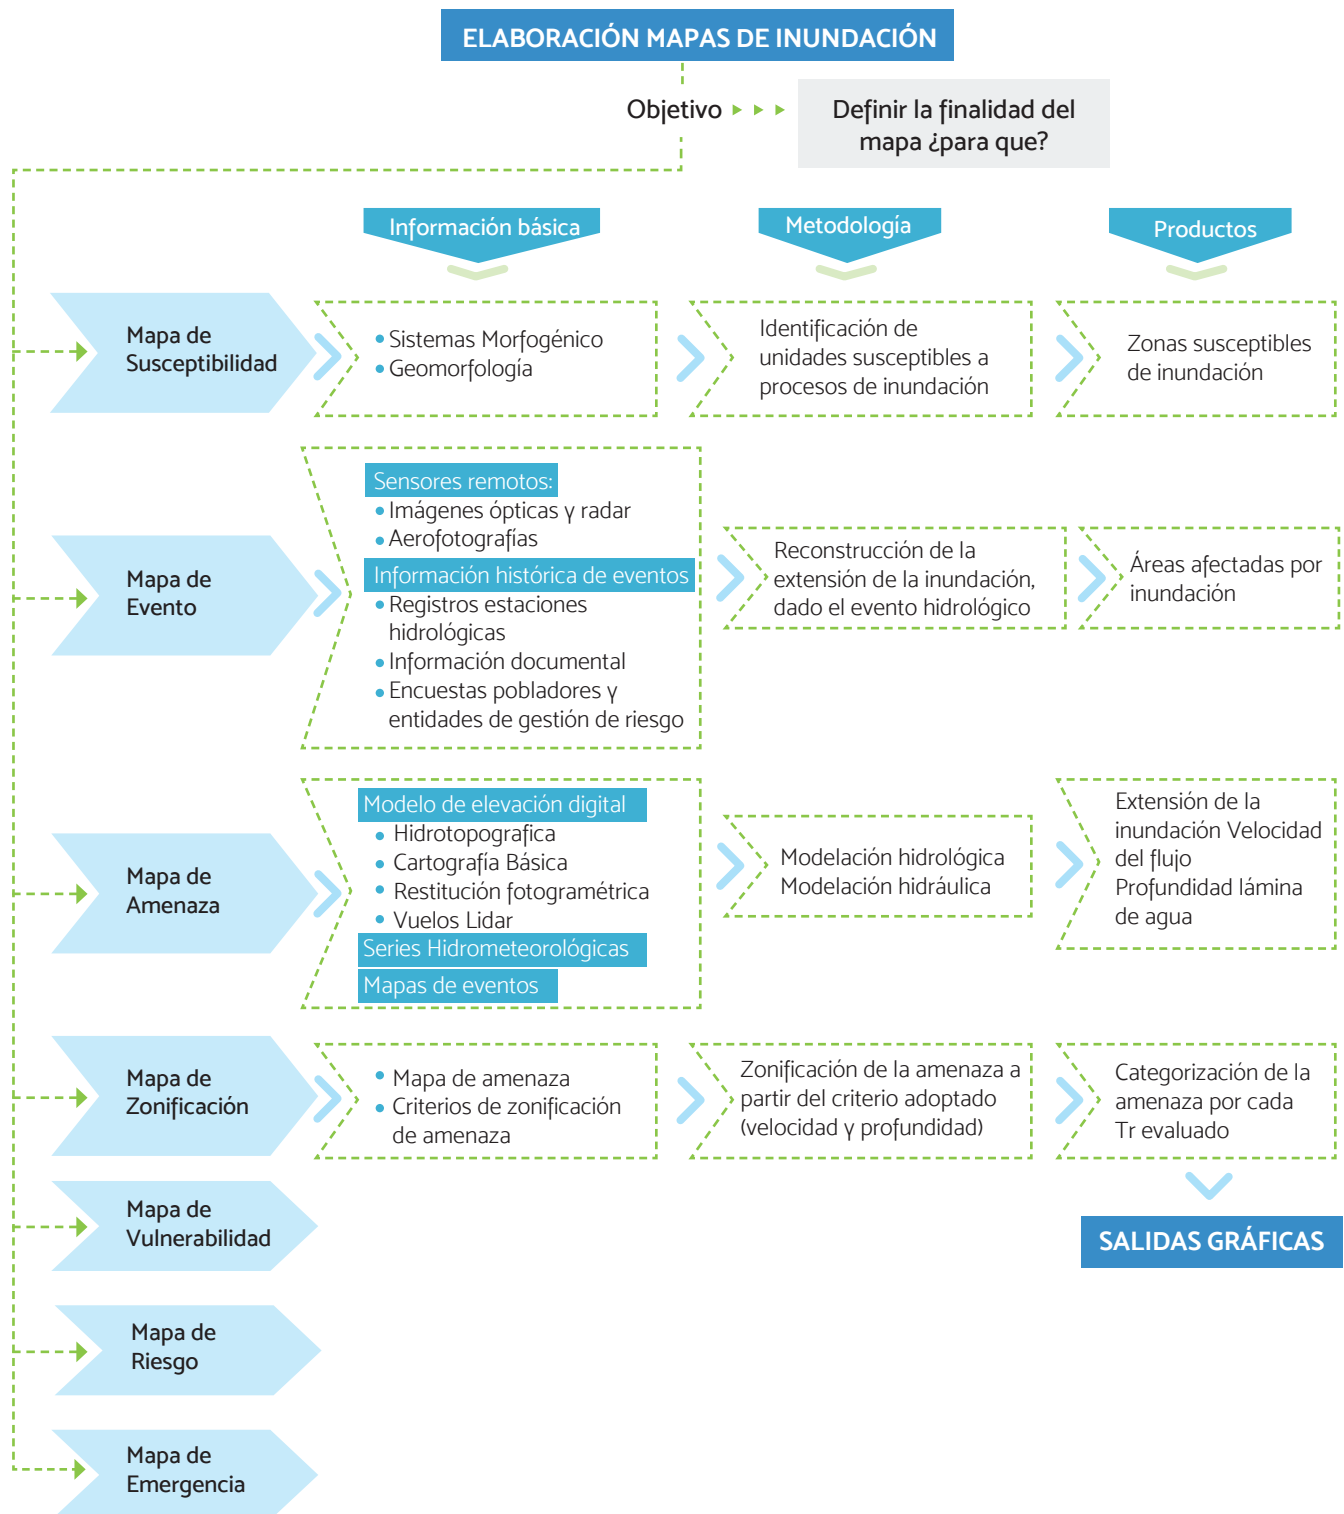 ELABORACIÓN MAPAS DE INUNDACIÓN
Objetivo
Definir la finalidad del
mapa ¿para que?
Información básica
Metodología
Productos
Mapa de
Susceptibilidad
Sistemas Morfogénico
Geomorfología
Identificación de
unidades susceptibles a
procesos de inundación
Zonas susceptibles
de inundación
Mapa de
Evento
Sensores remotos:
Imágenes ópticas y radar
Aerofotografías
Información histórica de eventos
Registros estaciones
hidrológicas
Información documental
Encuestas pobladores y
entidades de gestión de riesgo
Reconstrucción de la
extensión de la inundación,
dado el evento hidrológico
Áreas afectadas por
inundación
Mapa de
Amenaza
Modelo de elevación digital
Hidrotopografica
Cartografía Básica
Restitución fotogramétrica
Vuelos Lidar
Series Hidrometeorológicas
Mapas de eventos
Modelación hidrológica
Modelación hidráulica
Extensión de la
inundación Velocidad
del flujo
Profundidad lámina
de agua
Mapa de
Zonificación
Mapa de amenaza
Criterios de zonificación
de amenaza
Zonificación de la amenaza a
partir del criterio adoptado
(velocidad y profundidad)
Categorización de la
amenaza por cada
Tr evaluado
Mapa de
Vulnerabilidad
SALIDAS GRÁFICAS
Mapa de
Riesgo
Mapa de
Emergencia